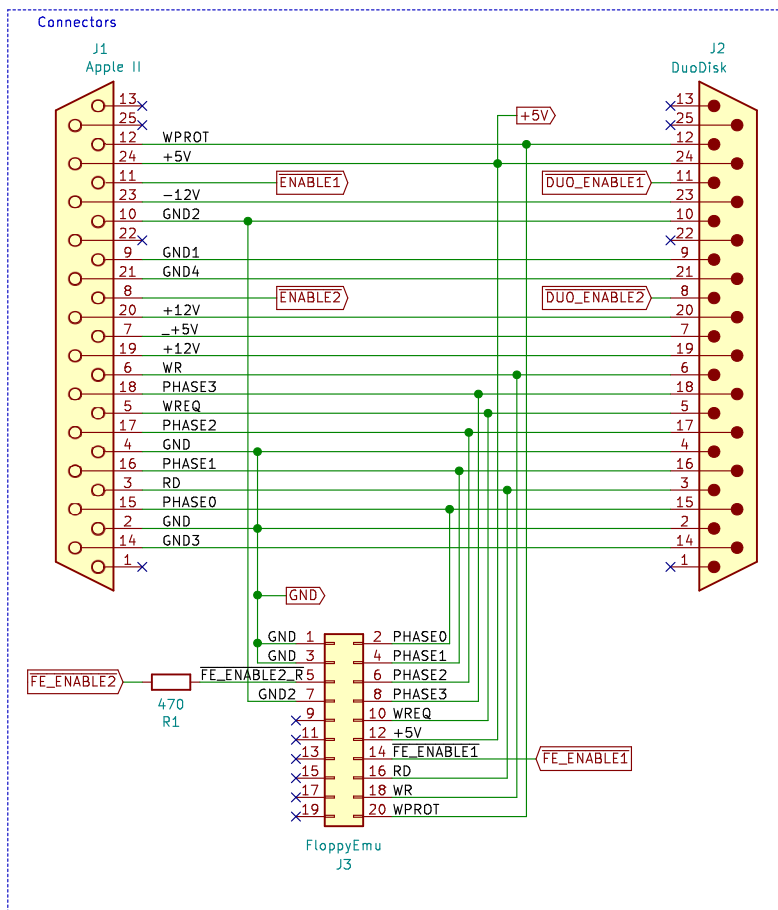 Connectors
J1
Apple II
J2
DuoDisk
+5V
13 13
25 25
12 WPROT 12
24 +5V 24
11 ENABLE1 DUO_ENABLE1 11
23 -12V 23
10 GND2 10
22 22
9 GND1 9
21 GND4 21
8 ENABLE2 DUO_ENABLE2 8
20 +12V 20
7 _+5V 7
19 +12V 19
6 WR 6
18 PHASE3 18
5 WREQ 5
17 PHASE2 17
4 GND 4
16 PHASE1 16
3 RD 3
15 PHASE0 15
2 GND 2
14 GND3 14
1 1
GND
GND 1 2 PHASE0
GND 3 4 PHASE1
FE_ENABLE2 FE_ENABLE2_R 5 6 PHASE2
GND2 7 8 PHASE3
470
R1
9 10 WREQ
11 12 +5V
13 14 FE_ENABLE1 FE_ENABLE1
15 16 RD
17 18 WR
19 20 WPROT
FloppyEmu
J3